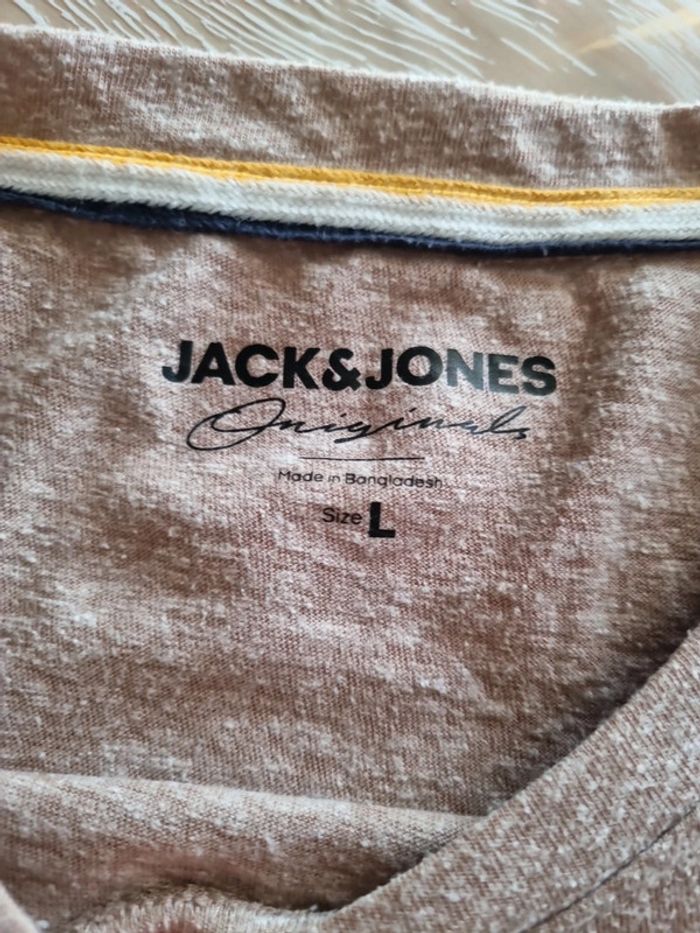 JACK&JONES
Originals
Made in Bangladesh
Size L